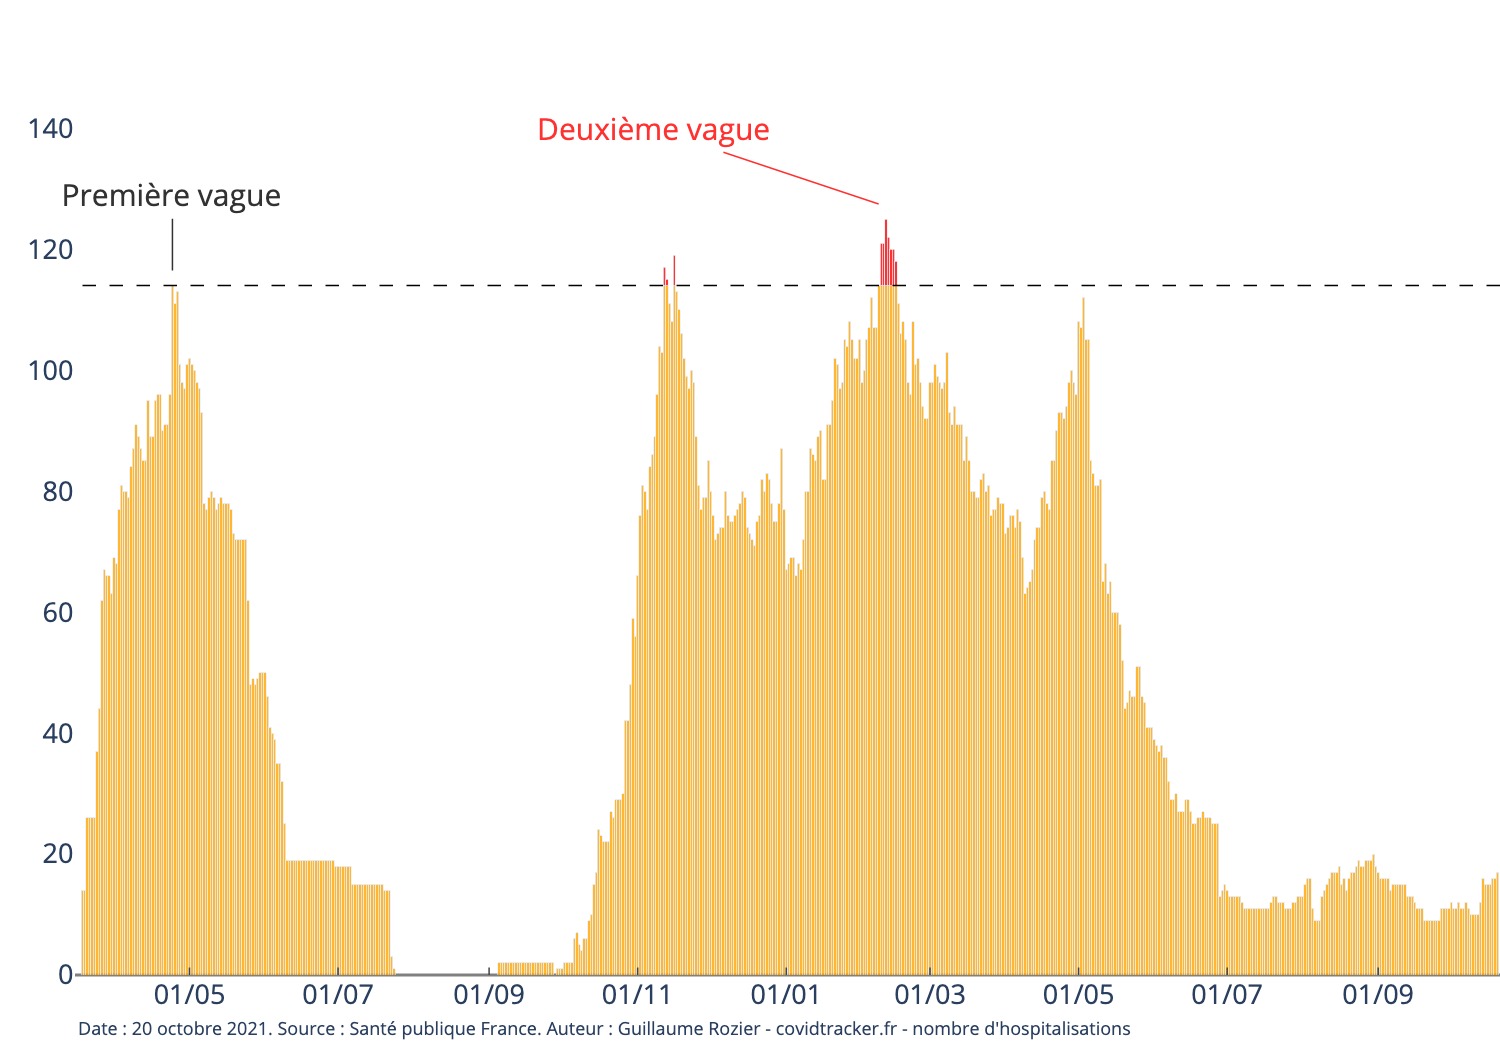 140
Deuxième vague
Première vague
120
100
80
60
40
20
0
01/05 01/07 01/09 01/11 01/01 01/03 01/05 01/07 01/09
Date : 20 octobre 2021. Source : Santé publique France. Auteur : Guillaume Rozier - covidtracker.fr - nombre d'hospitalisations